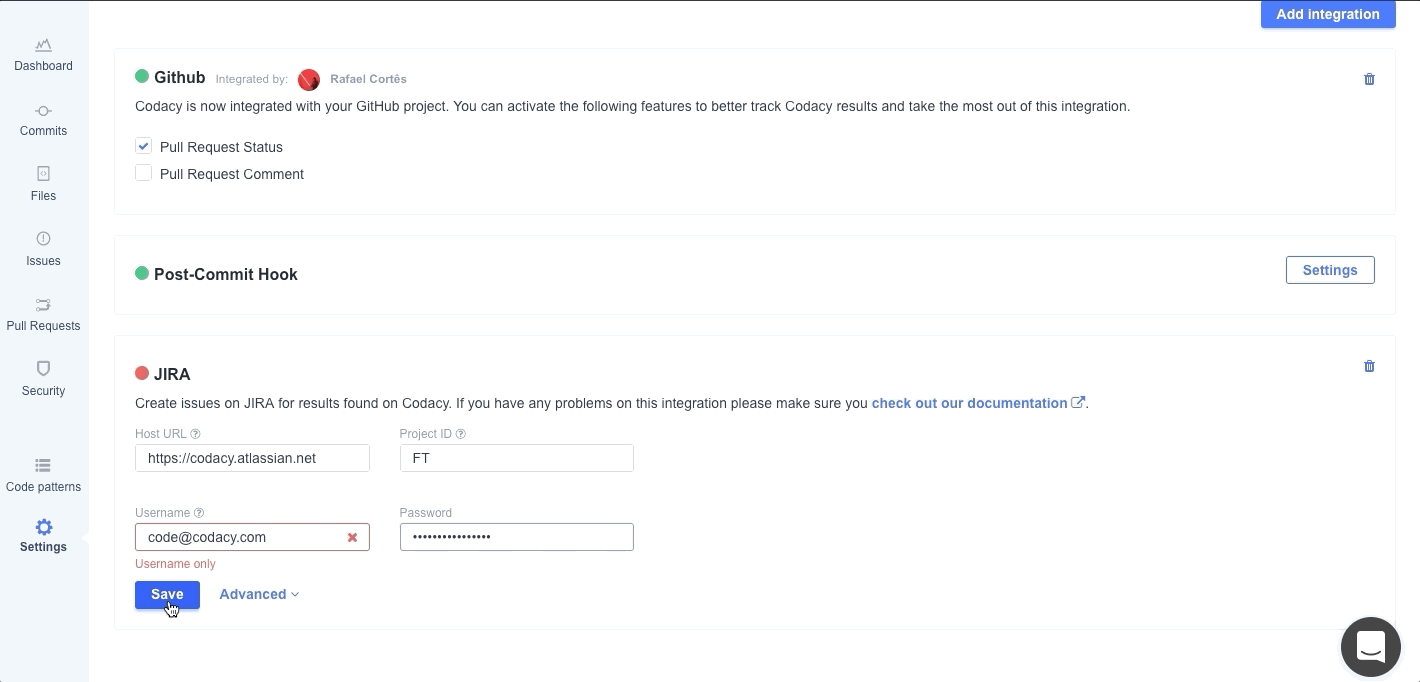 Add integration
Dashboard
Commits
Files
Issues
Pull Requests
Security
Code patterns
Settings
Github Integrated by: Rafael Cortês
Codacy is now integrated with your GitHub project. You can activate the following features to better track Codacy results and take the most out of this integration.
Pull Request Status
Pull Request Comment
Post-Commit Hook
Settings
JIRA
Create issues on JIRA for results found on Codacy. If you have any problems on this integration please make sure you check out our documentation.
Host URL Project ID
https://codacy.atlassian.net FT
Username Password
code@codacy.com ••••••••••••••••
Username only
Save Advanced